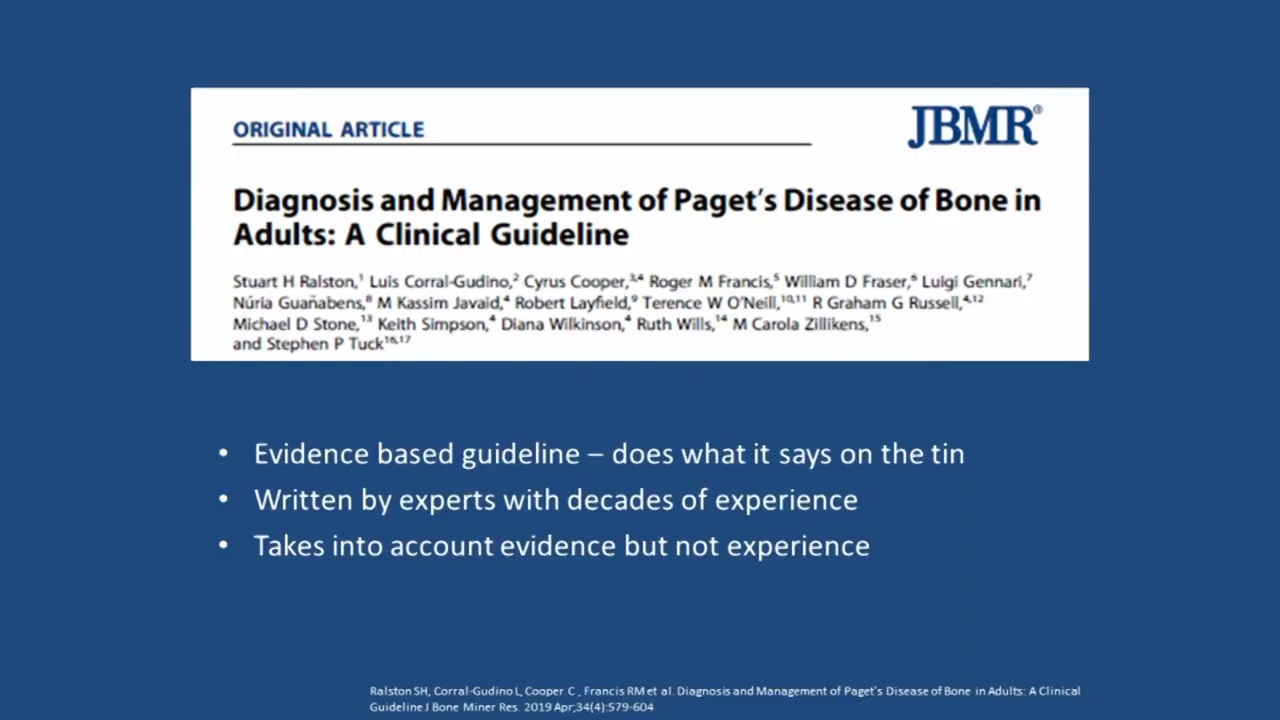 ORIGINAL ARTICLE
JBMR®
Diagnosis and Management of Paget's Disease of Bone in
Adults: A Clinical Guideline
Stuart H Ralston,¹ Luis Corral-Gudino,² Cyrus Cooper,³,⁴ Roger M Francis,⁵ William D Fraser,⁶ Luigi Gennari,⁷
Núria Guañabens,⁸ M Kassim Javaid,⁴ Robert Layfield,⁹ Terence W O'Neill,¹⁰,¹¹ R Graham G Russell,⁴,¹²
Michael D Stone,¹³ Keith Simpson,⁴ Diana Wilkinson,⁴ Ruth Wills,¹⁴ M Carola Zillikens,¹⁵
and Stephen P Tuck¹⁶,¹⁷
• Evidence based guideline – does what it says on the tin
• Written by experts with decades of experience
• Takes into account evidence but not experience
Ralston SH, Corral-Gudino L, Cooper C , Francis RM et al. Diagnosis and Management of Paget's Disease of Bone in Adults: A Clinical
Guideline J Bone Miner Res. 2019 Apr;34(4):579-604